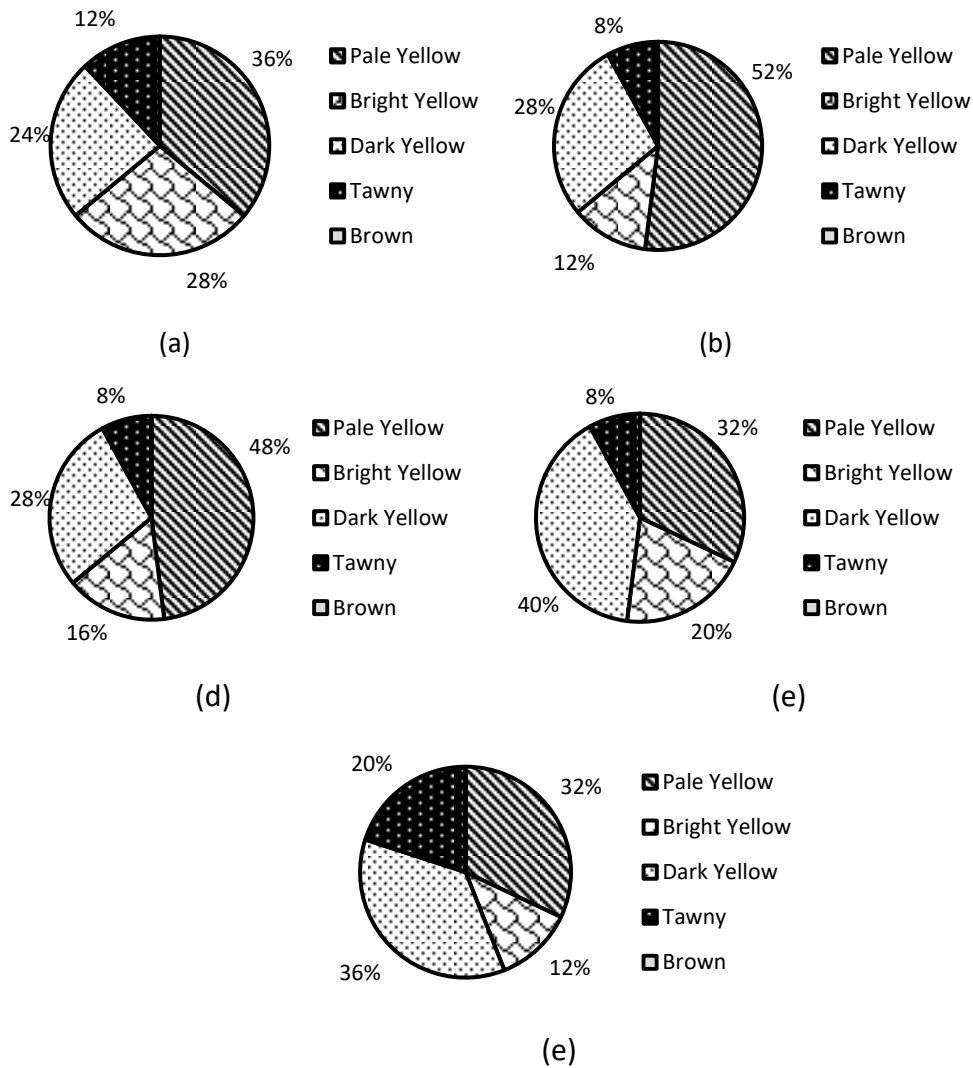 12%
36%
24%
28%
Pale Yellow
Bright Yellow
Dark Yellow
Tawny
Brown
(a)
8%
52%
28%
12%
Pale Yellow
Bright Yellow
Dark Yellow
Tawny
Brown
(b)
8%
48%
28%
16%
Pale Yellow
Bright Yellow
Dark Yellow
Tawny
Brown
(d)
8%
32%
40%
20%
Pale Yellow
Bright Yellow
Dark Yellow
Tawny
Brown
(e)
20%
32%
36%
12%
Pale Yellow
Bright Yellow
Dark Yellow
Tawny
Brown
(e)